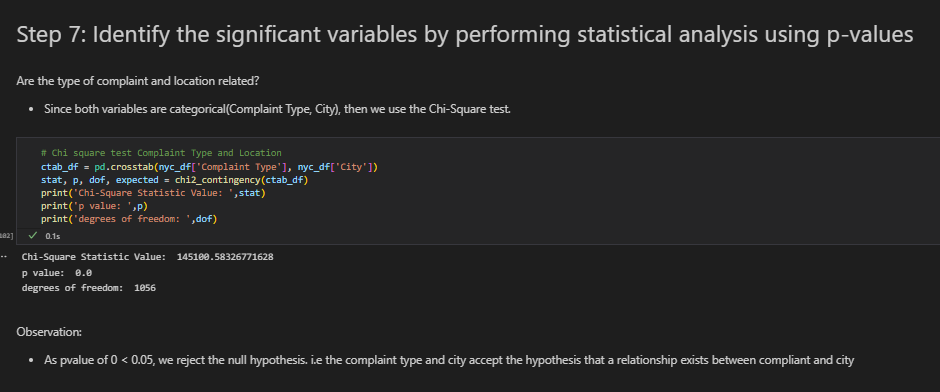 Step 7: Identify the significant variables by performing statistical analysis using p-values
Are the type of complaint and location related?
• Since both variables are categorical(Complaint Type, City), then we use the Chi-Square test.
# Chi square test Complaint Type and Location
ctab_df = pd.crosstab(nyc_df['Complaint Type'], nyc_df['City'])
stat, p, dof, expected = chi2_contingency(ctab_df)
print('Chi-Square Statistic Value: ',stat)
print('p value: ',p)
print('degrees of freedom: ',dof)
102] ✓ 0.1s
Chi-Square Statistic Value:  145100.58326771628
p value:  0.0
degrees of freedom:  1056
Observation:
• As pvalue of 0 < 0.05, we reject the null hypothesis. i.e the complaint type and city accept the hypothesis that a relationship exists between compliant and city